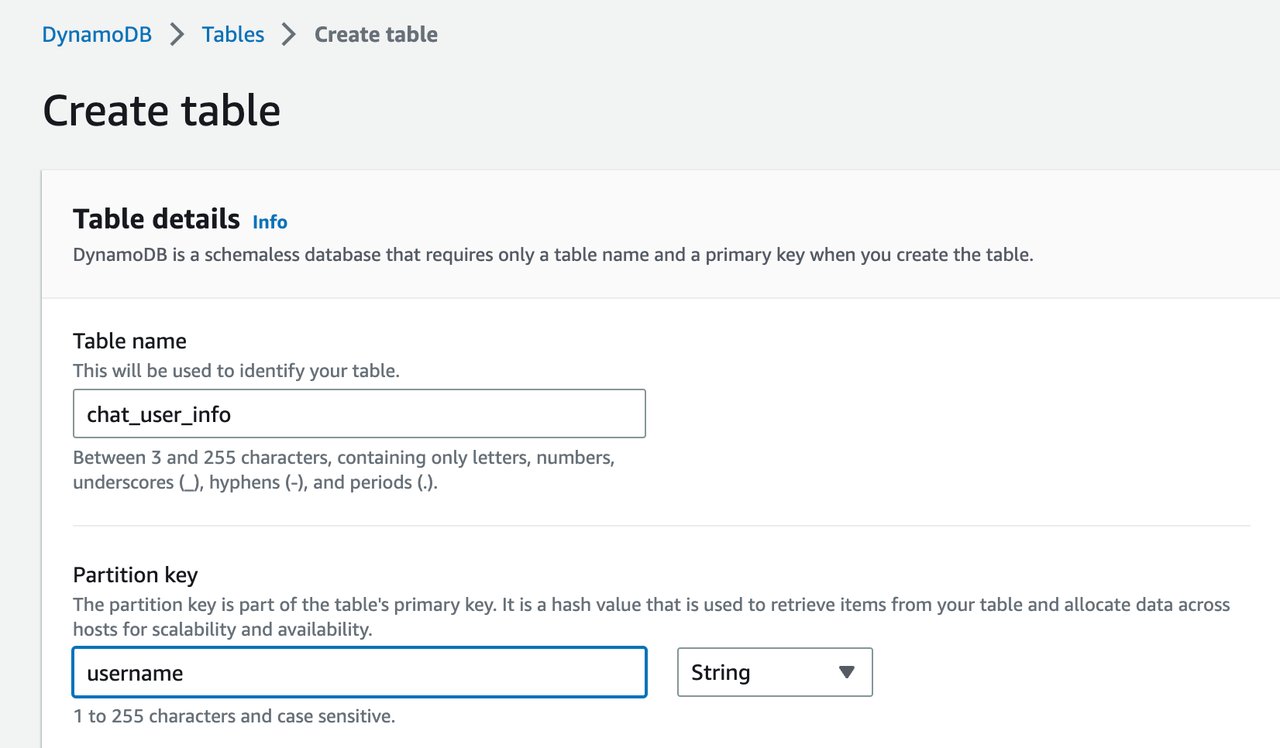 DynamoDB > Tables > Create table
Create table
Table details Info
DynamoDB is a schemaless database that requires only a table name and a primary key when you create the table.
Table name
This will be used to identify your table.
chat_user_info
Between 3 and 255 characters, containing only letters, numbers,
underscores (_), hyphens (-), and periods (.).
Partition key
The partition key is part of the table's primary key. It is a hash value that is used to retrieve items from your table and allocate data across
hosts for scalability and availability.
username String
1 to 255 characters and case sensitive.